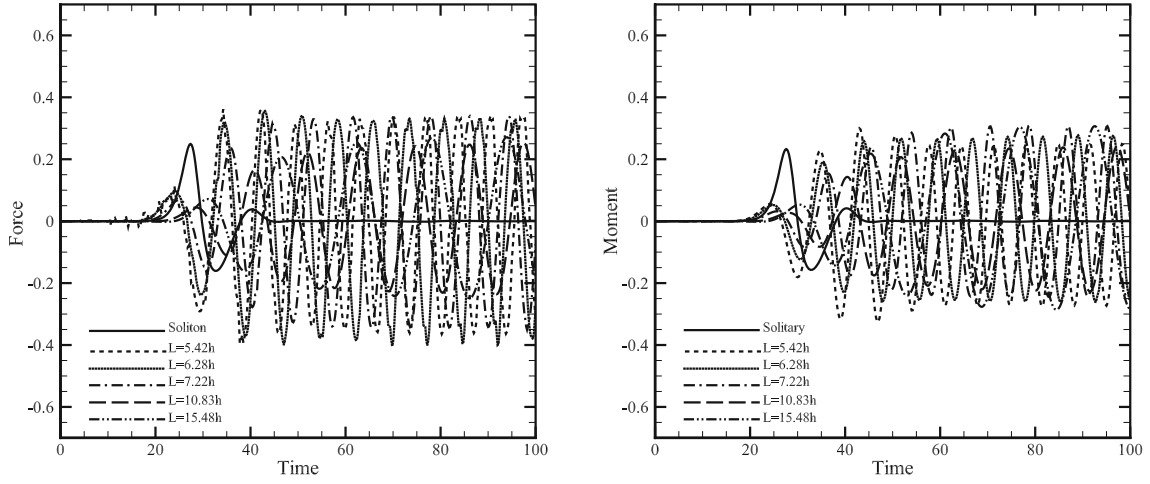 0.6
0.4
0.2
0
-0.2
-0.4
-0.6
Force
Soliton
L=5.42h
L=6.28h
L=7.22h
L=10.83h
L=15.48h
0 20 40 60 80 100
Time
0.6
0.4
0.2
0
-0.2
-0.4
-0.6
Moment
Solitary
L=5.42h
L=6.28h
L=7.22h
L=10.83h
L=15.48h
0 20 40 60 80 100
Time